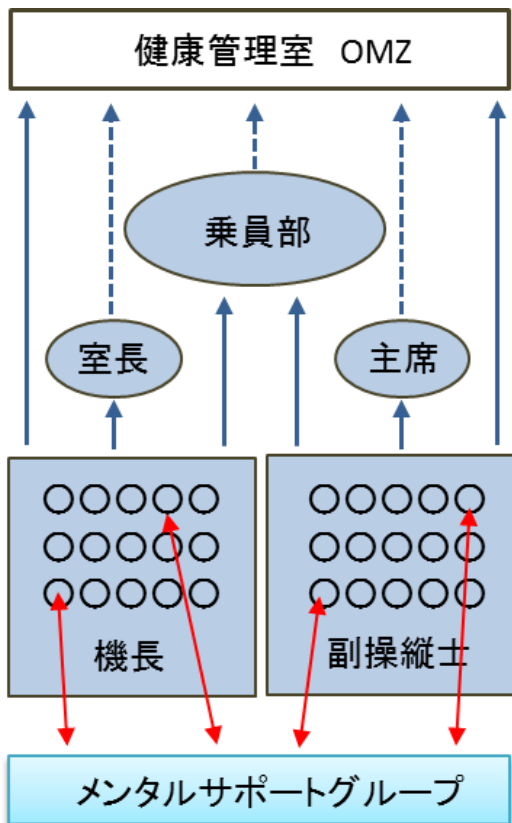 健康管理室 OMZ
乗員部
室長
主席
機長
副操縦士
メンタルサポートグループ